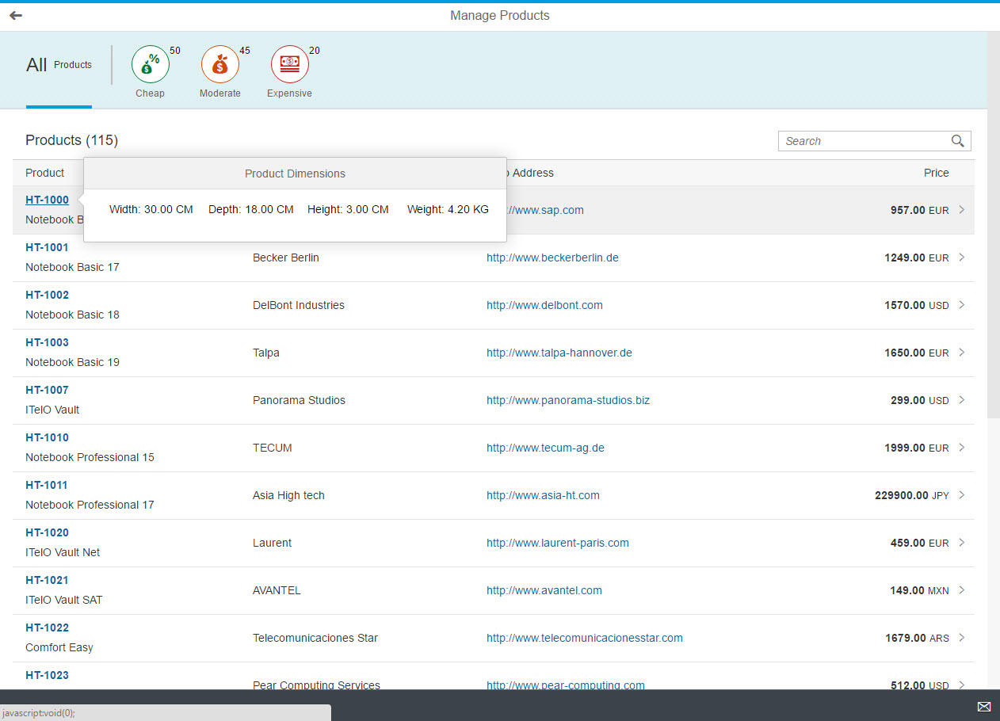 Manage Products
All Products
50
Cheap
45
Moderate
20
Expensive
Products (115)
Search
Product Address Price
Product Dimensions
Width: 30.00 CM Depth: 18.00 CM Height: 3.00 CM Weight: 4.20 KG
HT-1000
Notebook B
://www.sap.com 957.00 EUR
HT-1001
Notebook Basic 17
Becker Berlin http://www.beckerberlin.de 1249.00 EUR
HT-1002
Notebook Basic 18
DelBont Industries http://www.delbont.com 1570.00 USD
HT-1003
Notebook Basic 19
Talpa http://www.talpa-hannover.de 1650.00 EUR
HT-1007
ITelO Vault
Panorama Studios http://www.panorama-studios.biz 299.00 USD
HT-1010
Notebook Professional 15
TECUM http://www.tecum-ag.de 1999.00 EUR
HT-1011
Notebook Professional 17
Asia High tech http://www.asia-ht.com 229900.00 JPY
HT-1020
ITelO Vault Net
Laurent http://www.laurent-paris.com 459.00 EUR
HT-1021
ITelO Vault SAT
AVANTEL http://www.avantel.com 149.00 MXN
HT-1022
Comfort Easy
Telecomunicaciones Star http://www.telecomunicacionesstar.com 1679.00 ARS
HT-1023
Pear Computing Services http://www.pear-computing.com 512.00 USD
javascript:void(0);